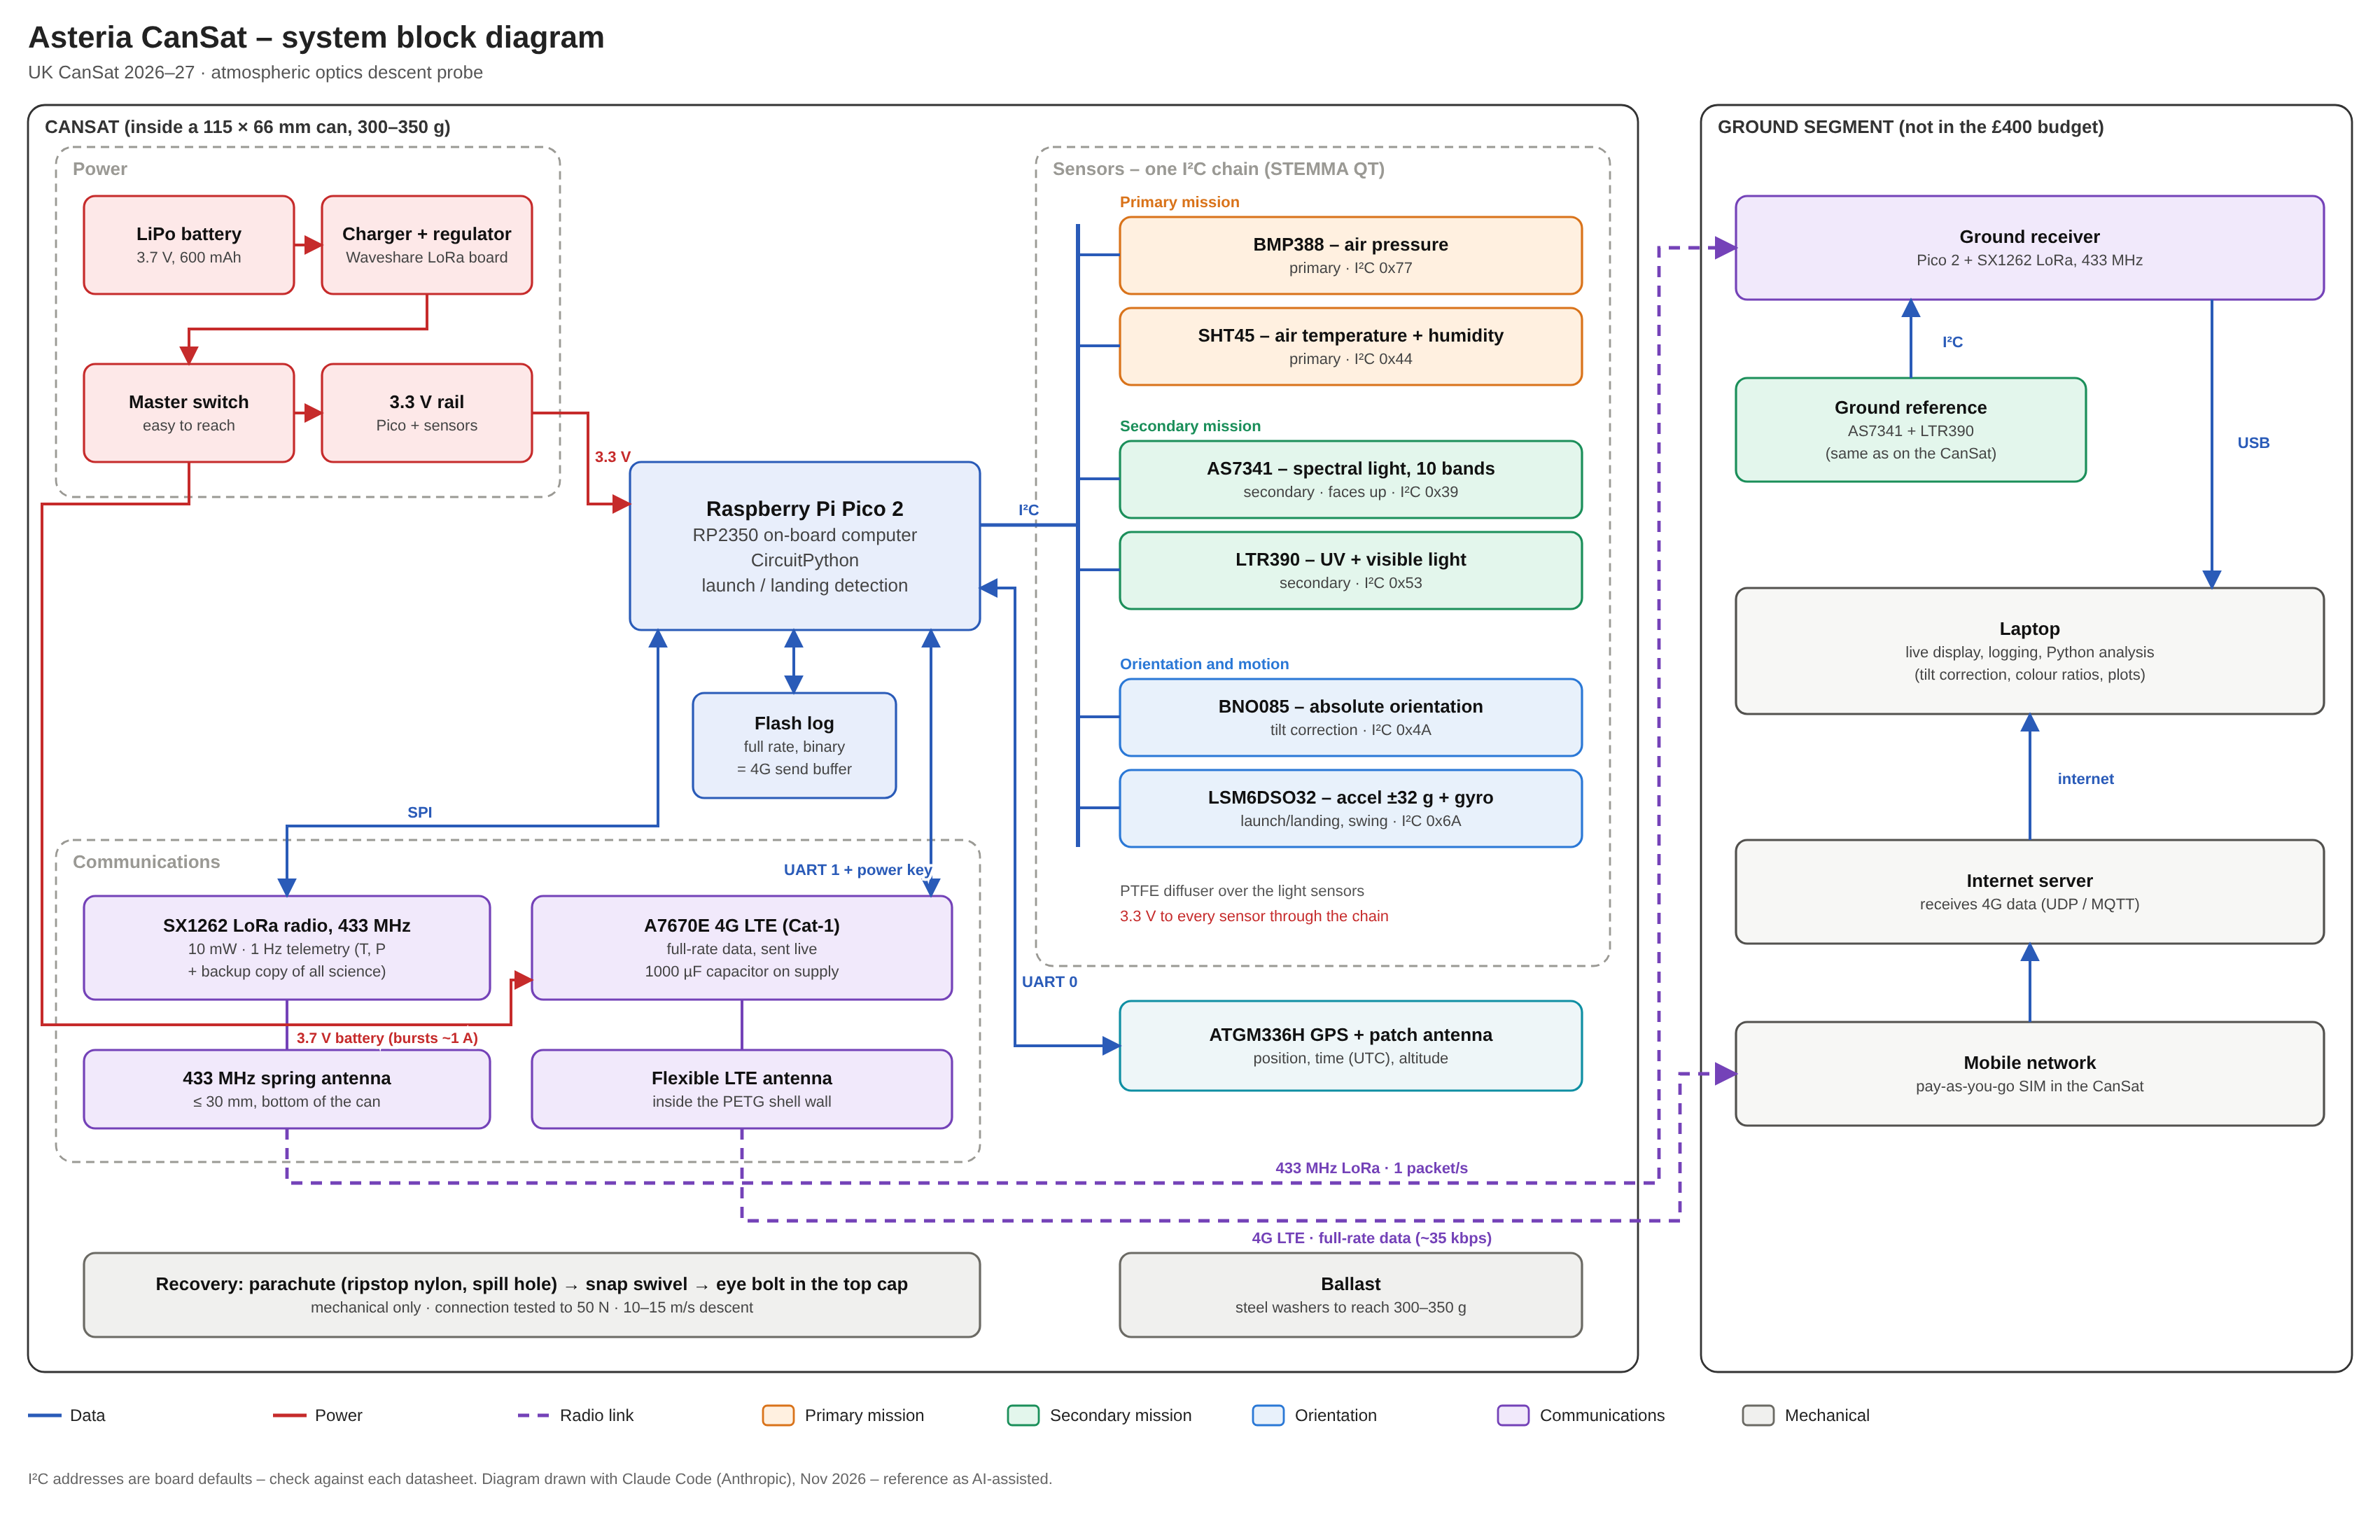 Asteria CanSat – system block diagram
UK CanSat 2026–27 · atmospheric optics descent probe
CANSAT (inside a 115 × 66 mm can, 300–350 g)
Power
LiPo battery
3.7 V, 600 mAh
Charger + regulator
Waveshare LoRa board
Master switch
easy to reach
3.3 V rail
Pico + sensors
3.3 V
Raspberry Pi Pico 2
RP2350 on-board computer
CircuitPython
launch / landing detection
I²C
Flash log
full rate, binary
= 4G send buffer
SPI
Communications
UART 1 + power key
SX1262 LoRa radio, 433 MHz
10 mW · 1 Hz telemetry (T, P
+ backup copy of all science)
A7670E 4G LTE (Cat-1)
full-rate data, sent live
1000 µF capacitor on supply
3.7 V battery (bursts ~1 A)
433 MHz spring antenna
≤ 30 mm, bottom of the can
Flexible LTE antenna
inside the PETG shell wall
Sensors – one I²C chain (STEMMA QT)
Primary mission
BMP388 – air pressure
primary · I²C 0x77
SHT45 – air temperature + humidity
primary · I²C 0x44
Secondary mission
AS7341 – spectral light, 10 bands
secondary · faces up · I²C 0x39
LTR390 – UV + visible light
secondary · I²C 0x53
Orientation and motion
BNO085 – absolute orientation
tilt correction · I²C 0x4A
LSM6DSO32 – accel ±32 g + gyro
launch/landing, swing · I²C 0x6A
PTFE diffuser over the light sensors
3.3 V to every sensor through the chain
UART 0
ATGM336H GPS + patch antenna
position, time (UTC), altitude
433 MHz LoRa · 1 packet/s
4G LTE · full-rate data (~35 kbps)
Recovery: parachute (ripstop nylon, spill hole) → snap swivel → eye bolt in the top cap
mechanical only · connection tested to 50 N · 10–15 m/s descent
Ballast
steel washers to reach 300–350 g
GROUND SEGMENT (not in the £400 budget)
Ground receiver
Pico 2 + SX1262 LoRa, 433 MHz
I²C
Ground reference
AS7341 + LTR390
(same as on the CanSat)
USB
Laptop
live display, logging, Python analysis
(tilt correction, colour ratios, plots)
internet
Internet server
receives 4G data (UDP / MQTT)
Mobile network
pay-as-you-go SIM in the CanSat
Data
Power
Radio link
Primary mission
Secondary mission
Orientation
Communications
Mechanical
I²C addresses are board defaults – check against each datasheet. Diagram drawn with Claude Code (Anthropic), Nov 2026 – reference as AI-assisted.